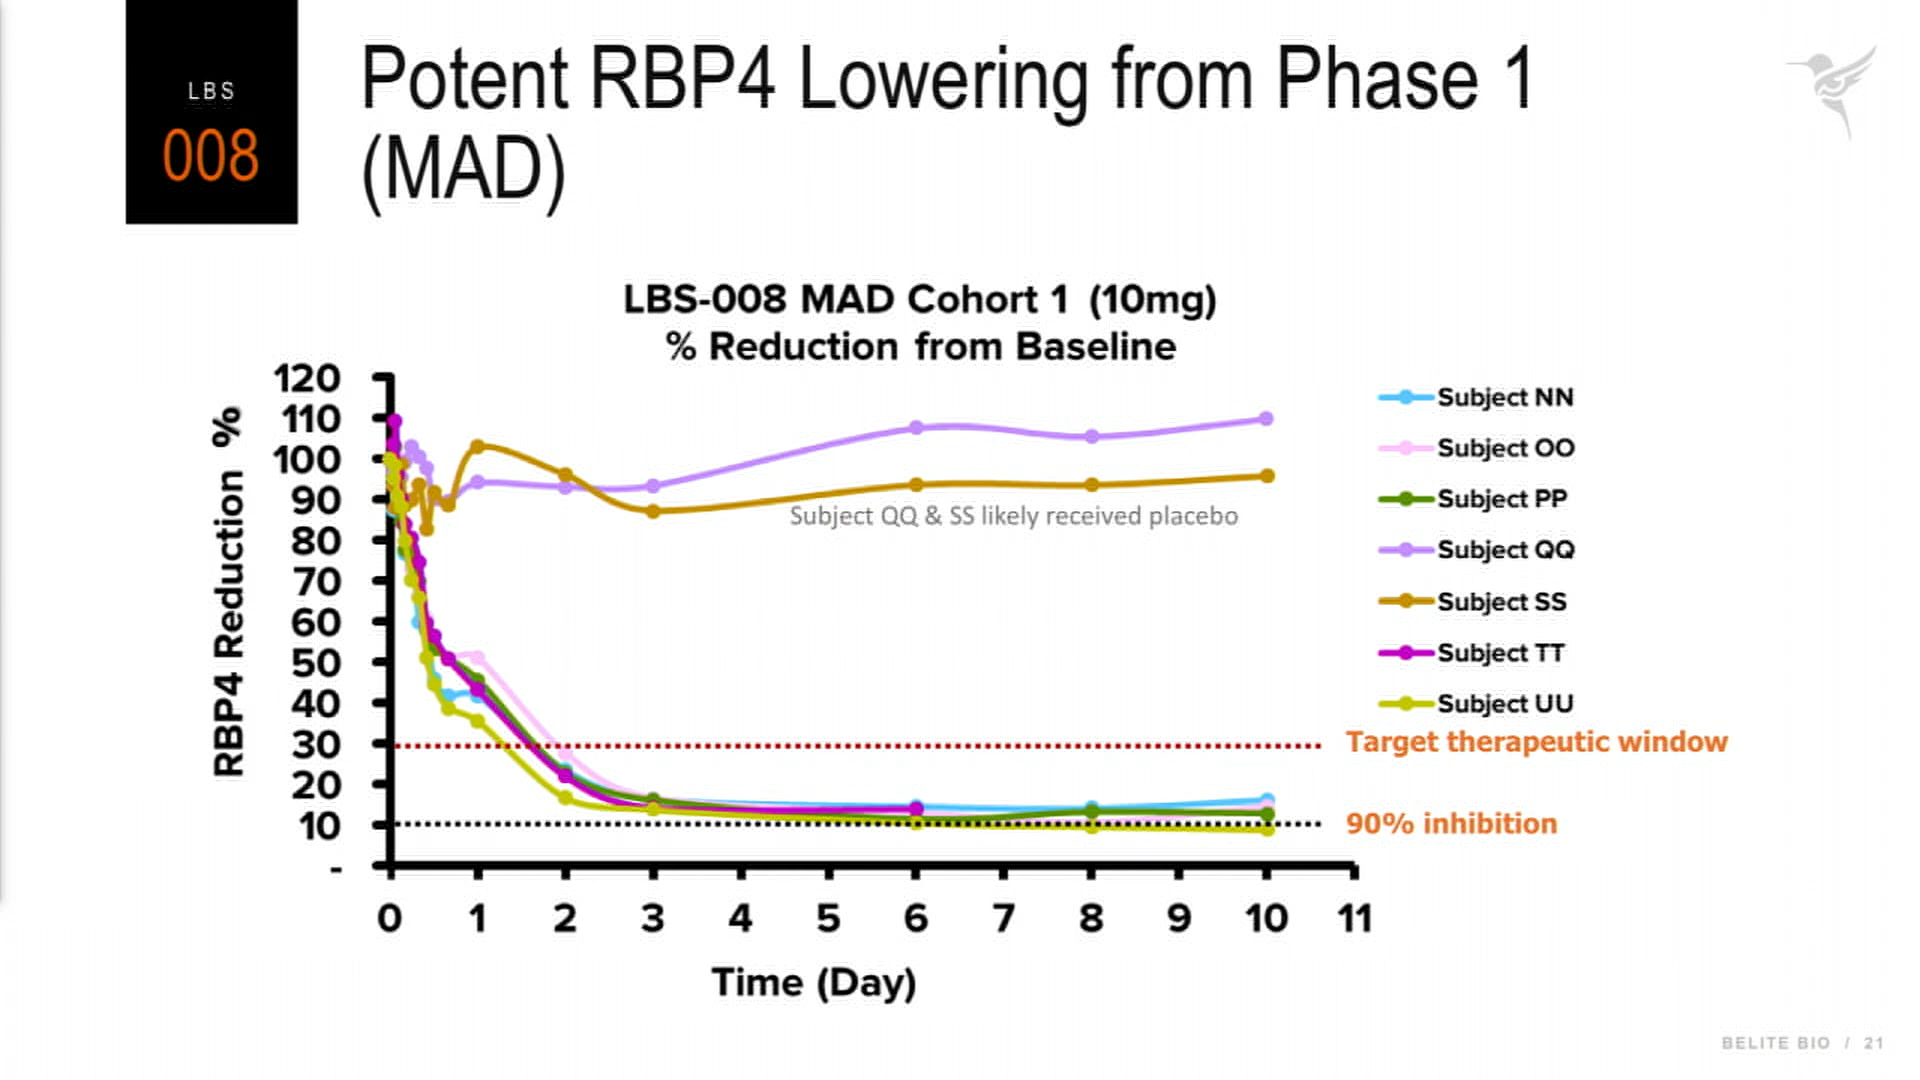 LBS
008
Potent RBP4 Lowering from Phase 1
(MAD)
LBS-008 MAD Cohort 1 (10mg)
% Reduction from Baseline
RBP4 Reduction %
120
110
100
90
80
70
60
50
40
30
20
10
-
0 1 2 3 4 5 6 7 8 9 10 11
Time (Day)
Subject QQ & SS likely received placebo
Subject NN
Subject OO
Subject PP
Subject QQ
Subject SS
Subject TT
Subject UU
Target therapeutic window
90% inhibition
BELITE BIO / 21